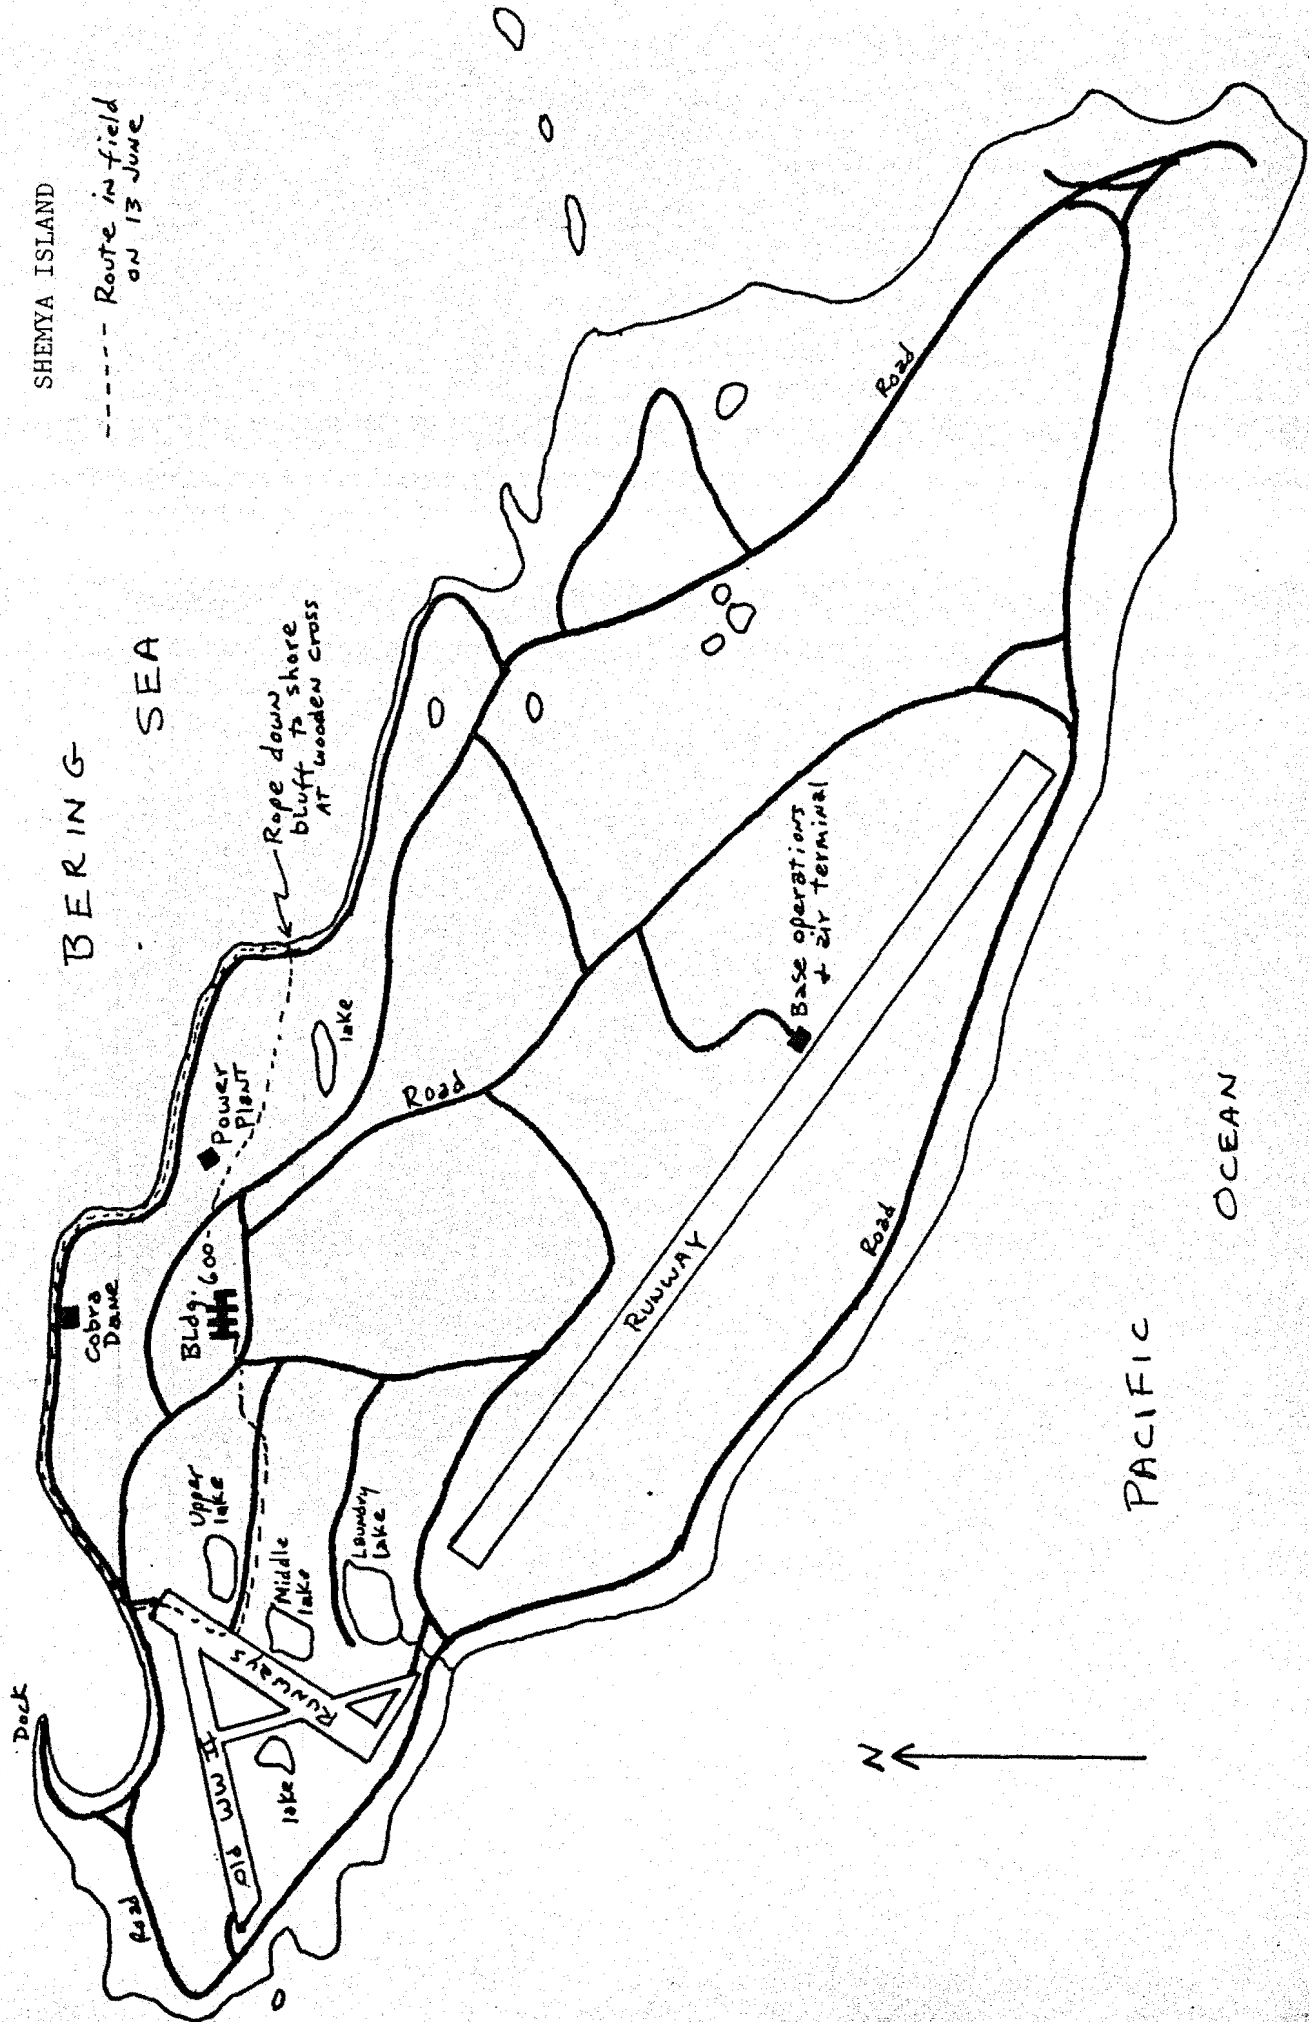 SHEMYA ISLAND
------ Route in field
on 13 June
BERING
SEA
Rope down
bluff to shore
AT wooden cross
Dock
Cobra
Dane
Power
PLANT
BLdg. 600
lake
Upper
lake
Middle
lake
Laundry
lake
Road
Old WW II
Runways
lake
Road
Road
Base operations
+ air terminal
RUNWAY
Road
N
PACIFIC
OCEAN